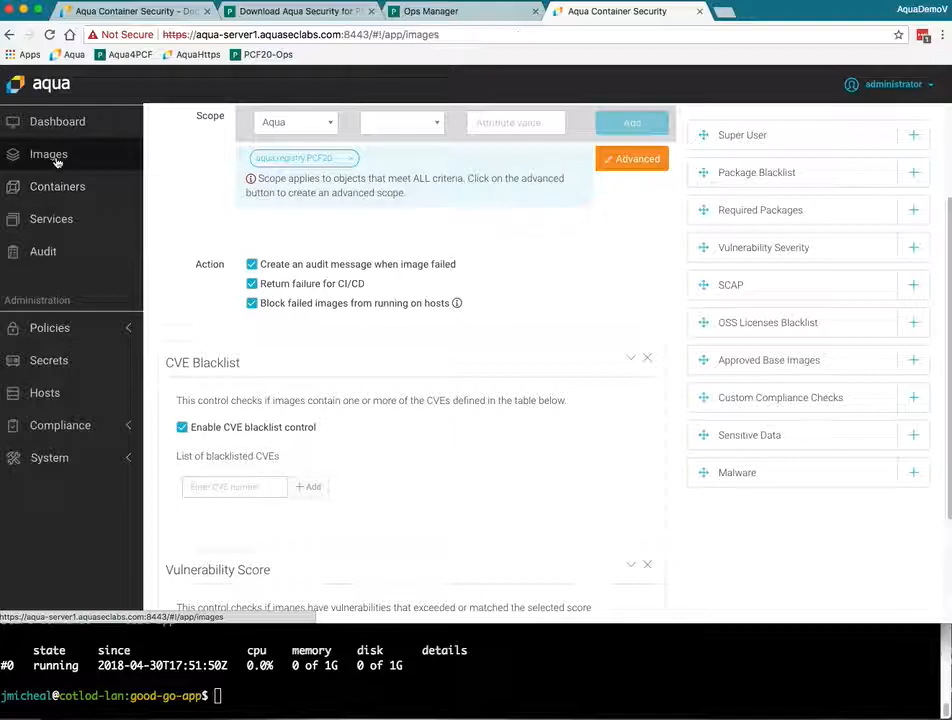 Aqua Container Security – Doc
Download Aqua Security for P
Ops Manager
Aqua Container Security
AquaDemoV
Not Secure
https://aqua-server1.aquaseclabs.com:8443/#!/app/images
Apps
Aqua
Aqua4PCF
AquaHttps
PCF20-Ops
aqua
administrator
Dashboard
Images
Containers
Services
Audit
Administration
Policies
Secrets
Hosts
Compliance
System
Scope
Aqua
Attribute value
Add
aqua.registry PCF20
Advanced
Scope applies to objects that meet ALL criteria. Click on the advanced
button to create an advanced scope.
Action
Create an audit message when image failed
Return failure for CI/CD
Block failed images from running on hosts
CVE Blacklist
This control checks if images contain one or more of the CVEs defined in the table below.
Enable CVE blacklist control
List of blacklisted CVEs
Enter CVE number
+ Add
Vulnerability Score
This control checks if images have vulnerabilities that exceeded or matched the selected score
Super User
Package Blacklist
Required Packages
Vulnerability Severity
SCAP
OSS Licenses Blacklist
Approved Base Images
Custom Compliance Checks
Sensitive Data
Malware
https://aqua-server1.aquaseclabs.com:8443/#!/app/images
state since cpu memory disk details
#0 running 2018-04-30T17:51:50Z 0.0% 0 of 1G 0 of 1G
jmicheal@cotlod-lan:good-go-app$